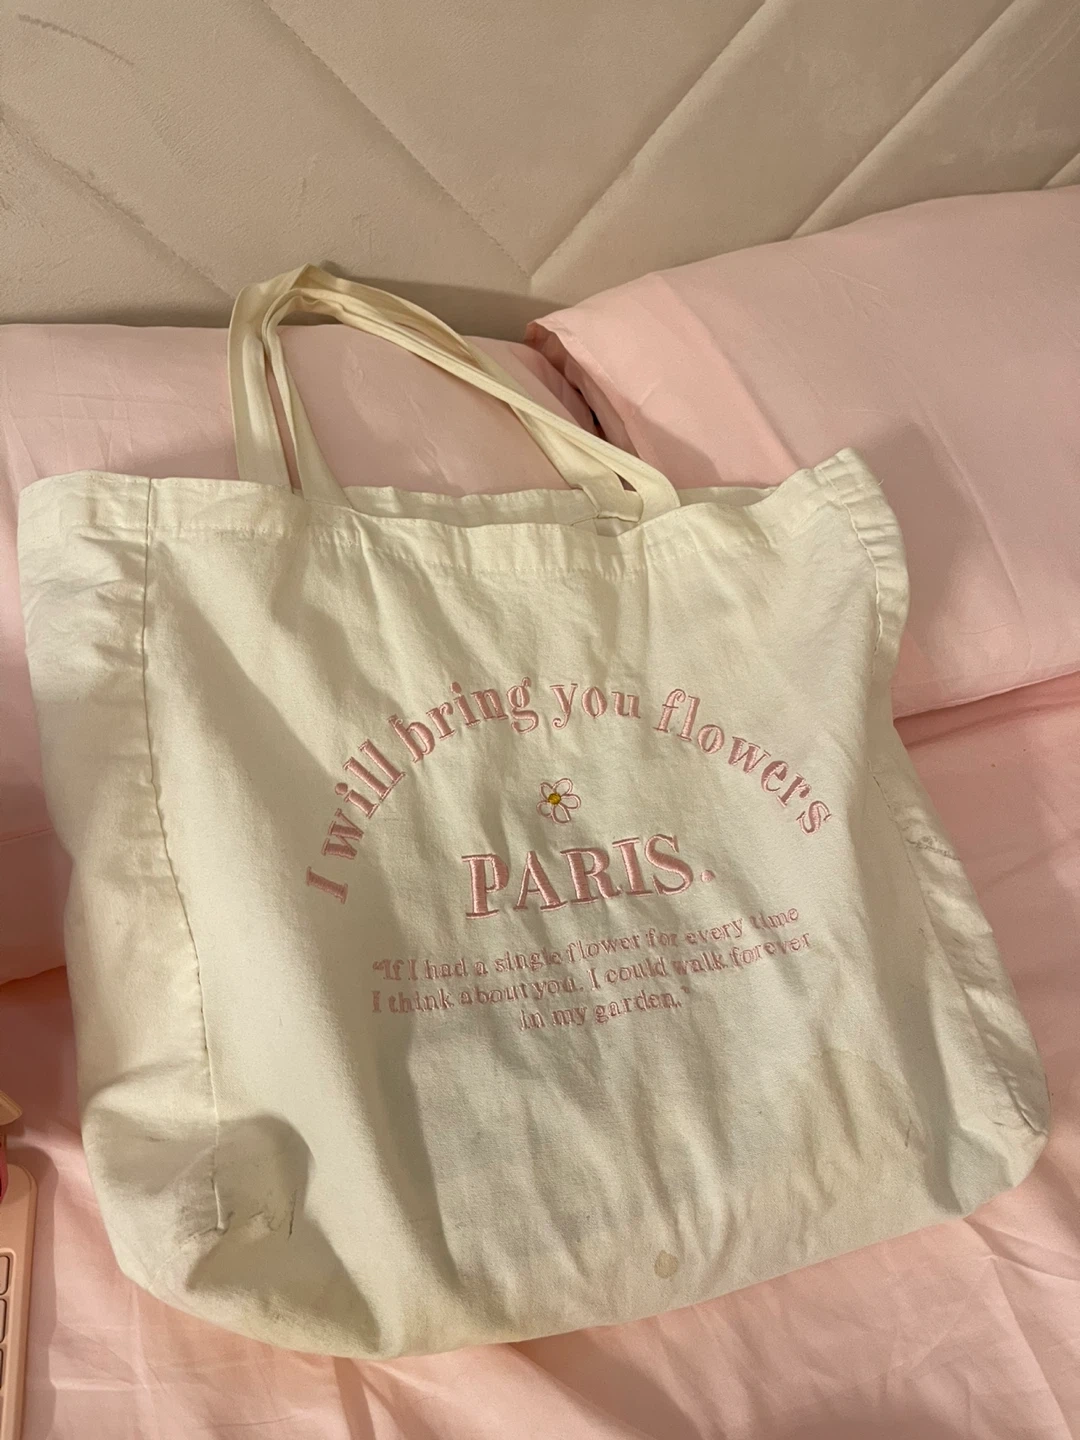 I will bring you flowers
PARIS.
“If I had a single flower for every time
I think about you. I could walk forever
in my garden.”